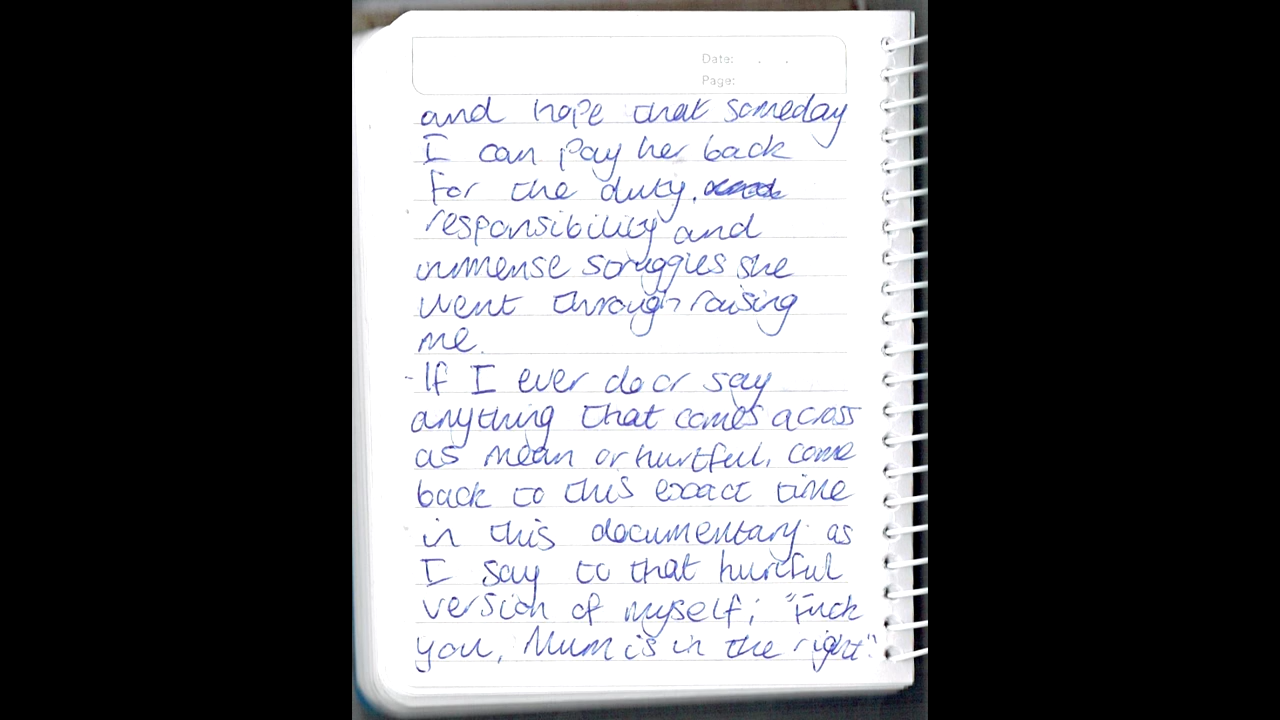 Date: . .
Page:
and hope that someday
I can pay her back
for the duty,
responsibility and
immense struggles she
went through raising
me.
- If I ever do or say
anything that comes across
as mean or hurtful, come
back to this exact time
in this documentary as
I say to that hurtful
version of myself; "Fuck
you, Mum is in the right".